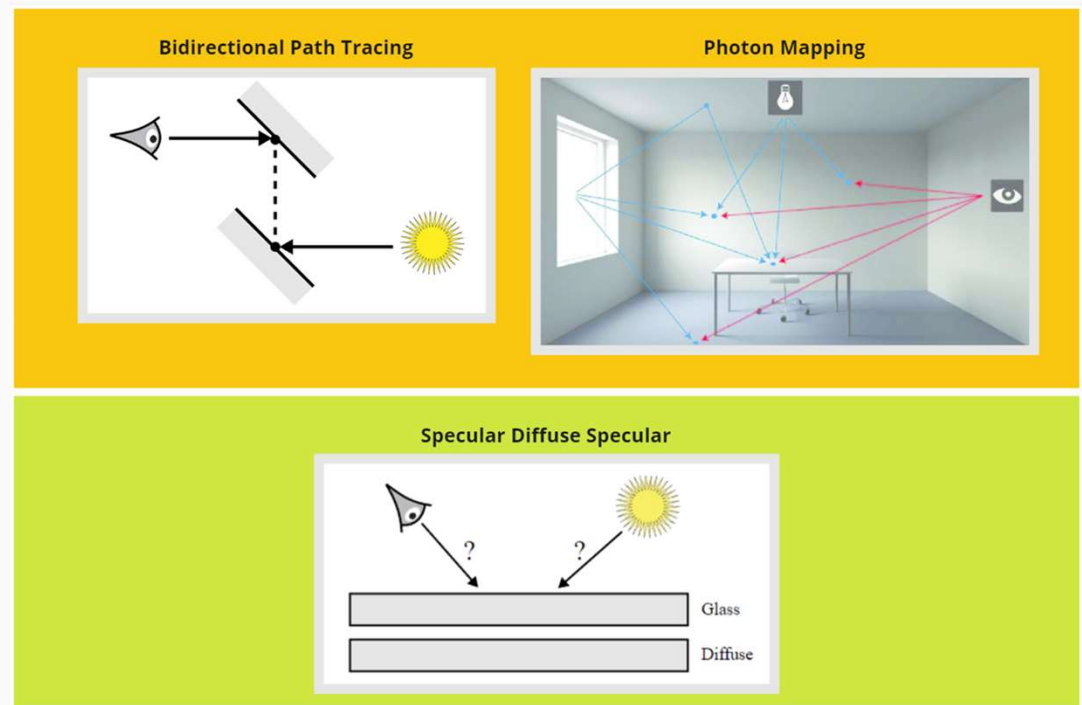 Bidirectional Path Tracing
Photon Mapping
Specular Diffuse Specular
?
?
Glass
Diffuse